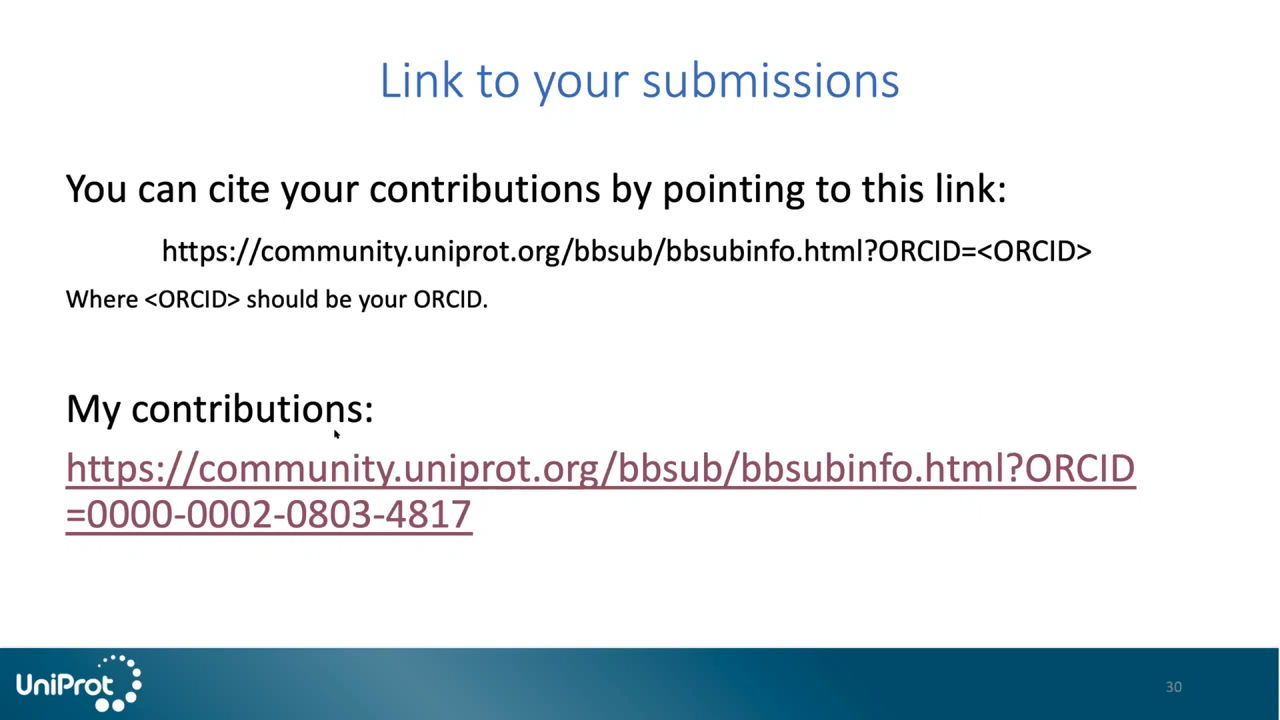 Link to your submissions
You can cite your contributions by pointing to this link:
https://community.uniprot.org/bbsub/bbsubinfo.html?ORCID=<ORCID>
Where <ORCID> should be your ORCID.
My contributions:
https://community.uniprot.org/bbsub/bbsubinfo.html?ORCID
=0000-0002-0803-4817
UniProt
30